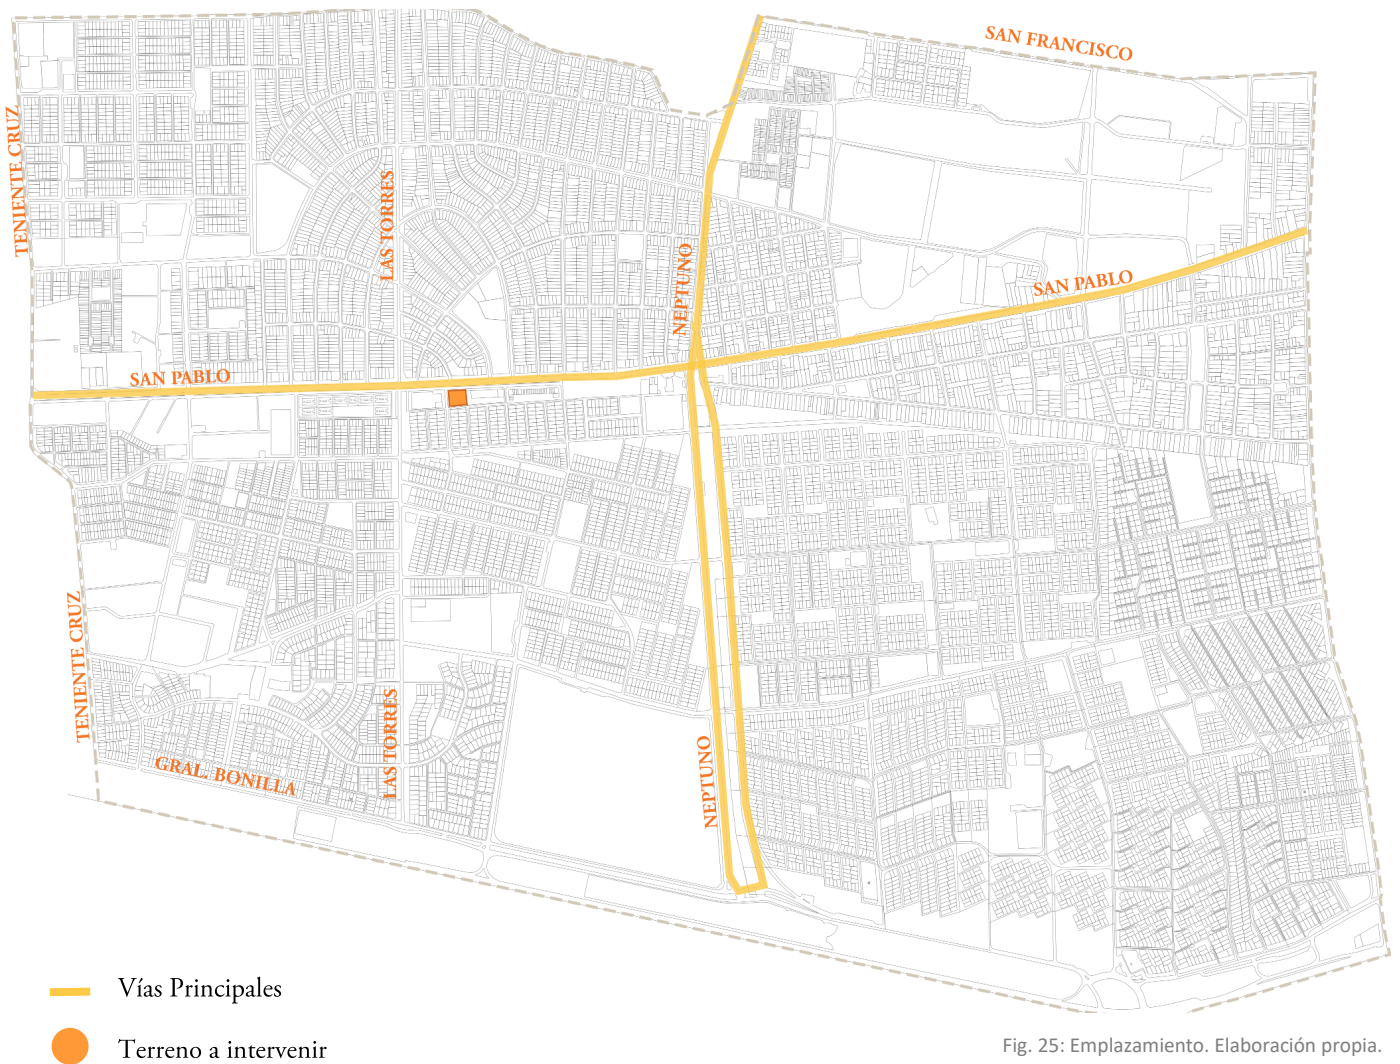 SAN FRANCISCO
TENIENTE CRUZ
LAS TORRES
NEPTUNO
SAN PABLO
SAN PABLO
TENIENTE CRUZ
LAS TORRES
NEPTUNO
GRAL. BONILLA
Vías Principales
Terreno a intervenir
Fig. 25: Emplazamiento. Elaboración propia.